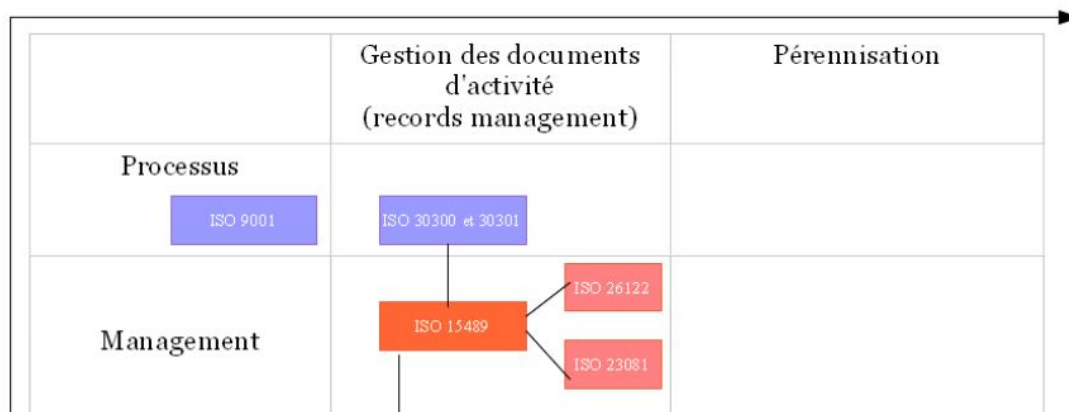 Gestion des documents
d'activité
(records management)
Pérennisation
Processus
ISO 9001
ISO 30300 et 30301
Management
ISO 15489
ISO 26122
ISO 23081